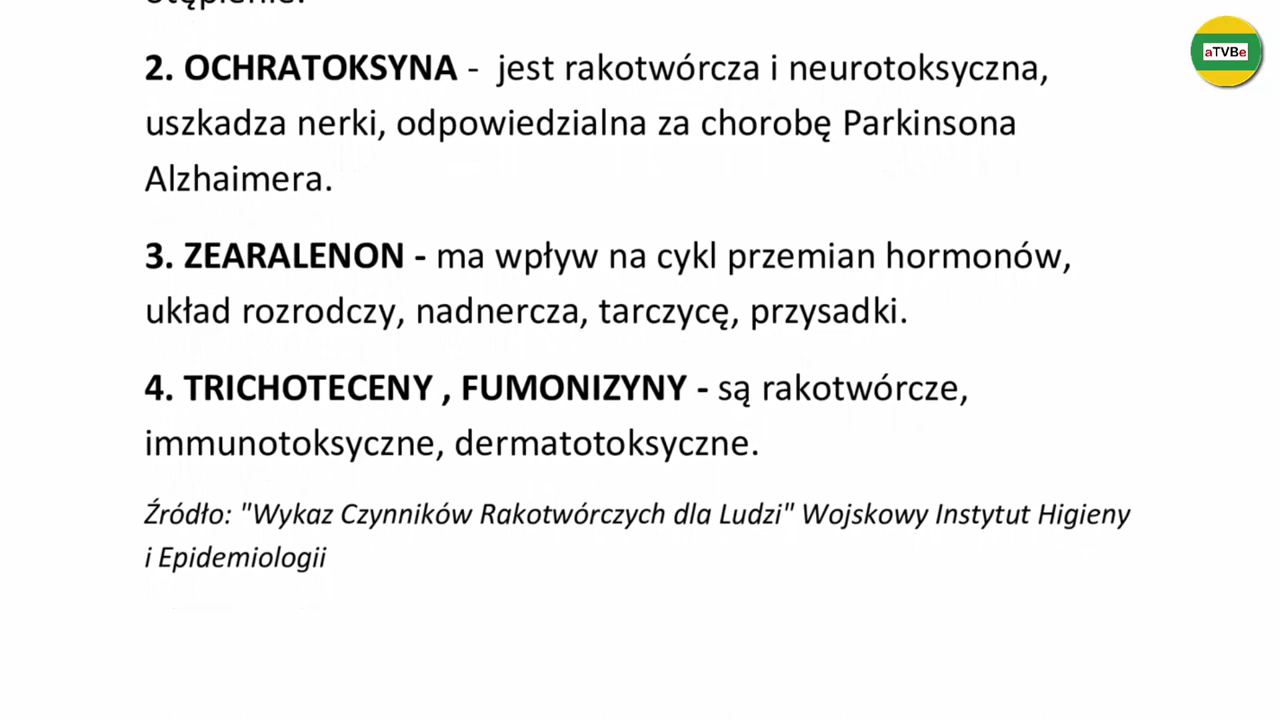 otępienie.
2. OCHRATOKSYNA - jest rakotwórcza i neurotoksyczna,
uszkadza nerki, odpowiedzialna za chorobę Parkinsona
Alzhaimera.
3. ZEARALENON - ma wpływ na cykl przemian hormonów,
układ rozrodczy, nadnercza, tarczycę, przysadki.
4. TRICHOTECENY , FUMONIZYNY - są rakotwórcze,
immunotoksyczne, dermatotoksyczne.
Źródło: "Wykaz Czynników Rakotwórczych dla Ludzi" Wojskowy Instytut Higieny
i Epidemiologii
aTVBe